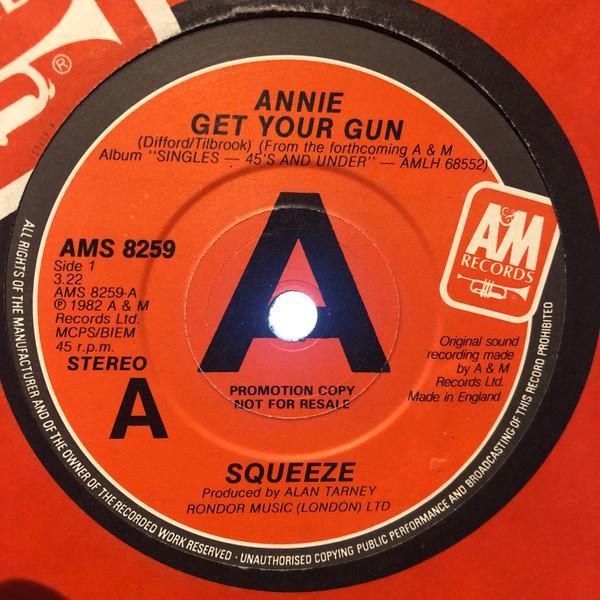 ANNIE
GET YOUR GUN
(Difford/Tilbrook) (From the forthcoming A & M
Album "SINGLES — 45'S AND UNDER" — AMLH 68552)
A&M
RECORDS
®
AMS 8259
Side 1
3.22
AMS 8259-A
℗ 1982 A & M
Records Ltd.
MCPS/BIEM
45 r.p.m.
STEREO
A
A
PROMOTION COPY
NOT FOR RESALE
Original sound
recording made
by A & M
Records Ltd.
Made in England
SQUEEZE
Produced by ALAN TARNEY
RONDOR MUSIC (LONDON) LTD
ALL RIGHTS OF THE MANUFACTURER AND OF THE OWNER OF THE RECORDED WORK RESERVED · UNAUTHORISED COPYING PUBLIC PERFORMANCE AND BROADCASTING OF THIS RECORD PROHIBITED